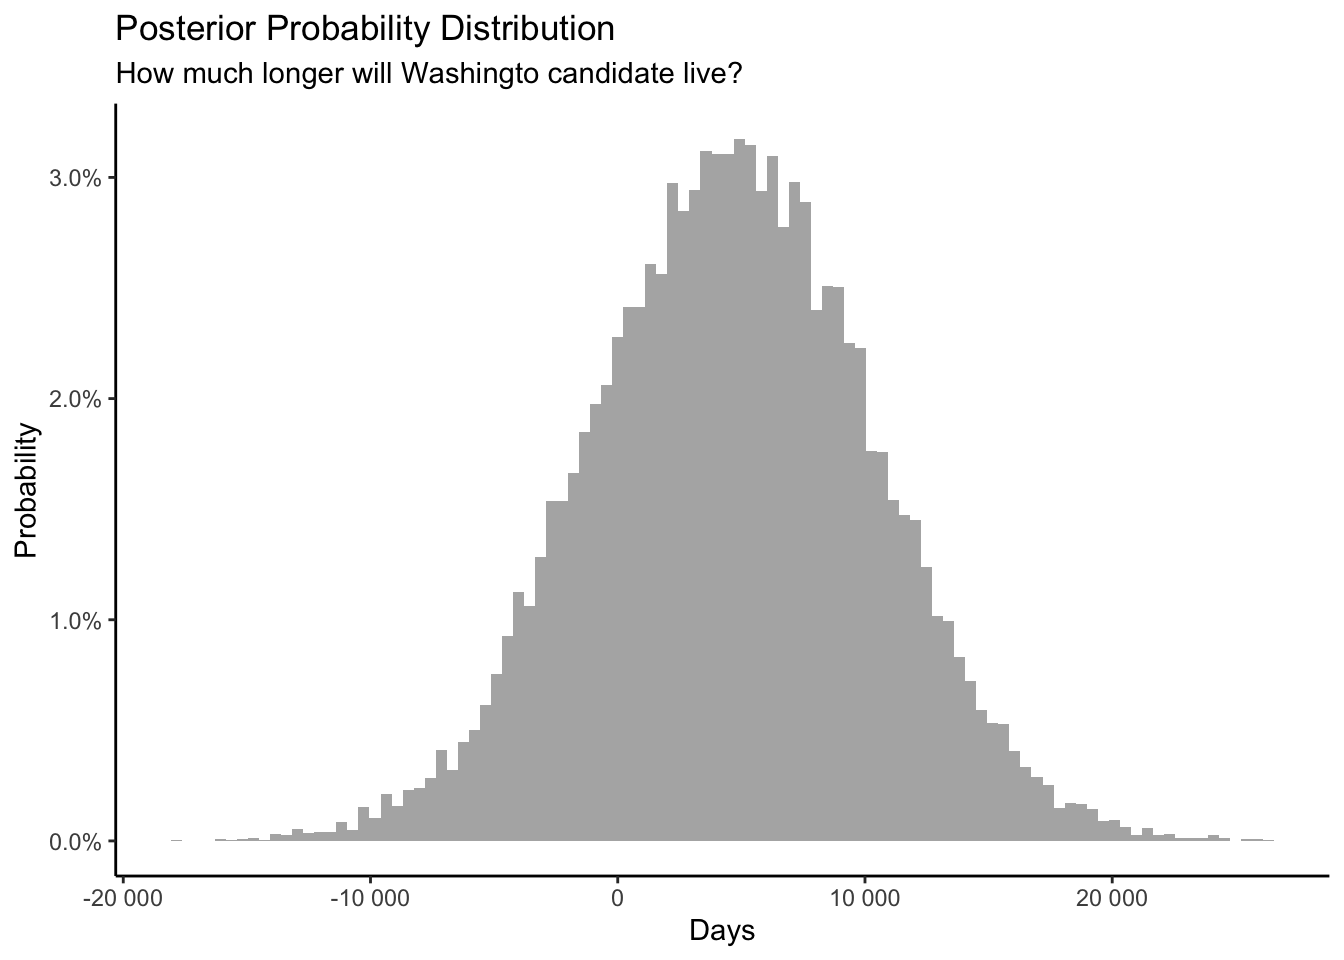 Posterior Probability Distribution
How much longer will Washingto candidate live?
3.0%
2.0%
1.0%
0.0%
Probability
-20 000 -10 000 0 10 000 20 000
Days